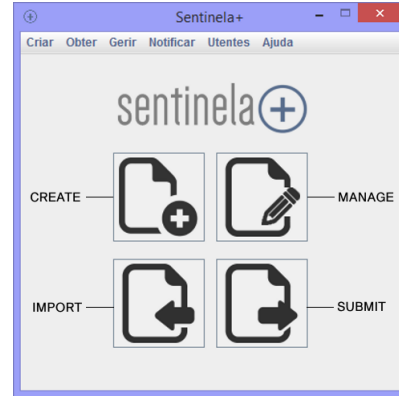 Sentinela+
Criar Obter Gerir Notificar Utentes Ajuda
sentinela+
CREATE MANAGE
IMPORT SUBMIT